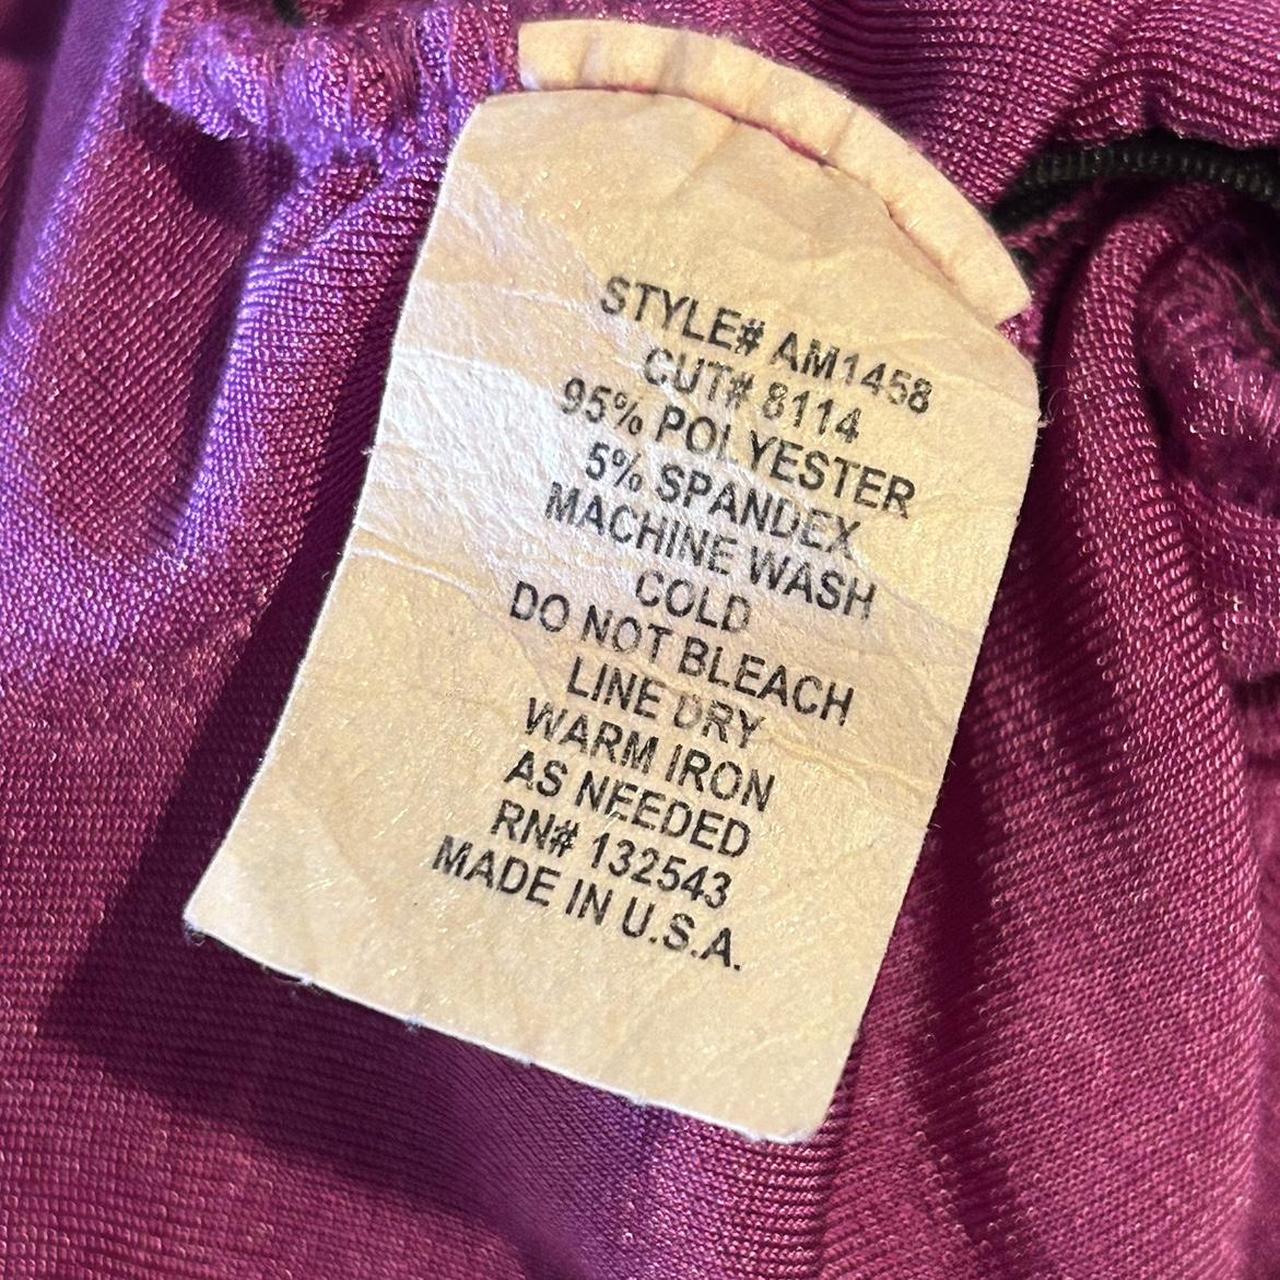 STYLE# AM1458
CUT# 8114
95% POLYESTER
5% SPANDEX
MACHINE WASH
COLD
DO NOT BLEACH
LINE DRY
WARM IRON
AS NEEDED
RN# 132543
MADE IN U.S.A.